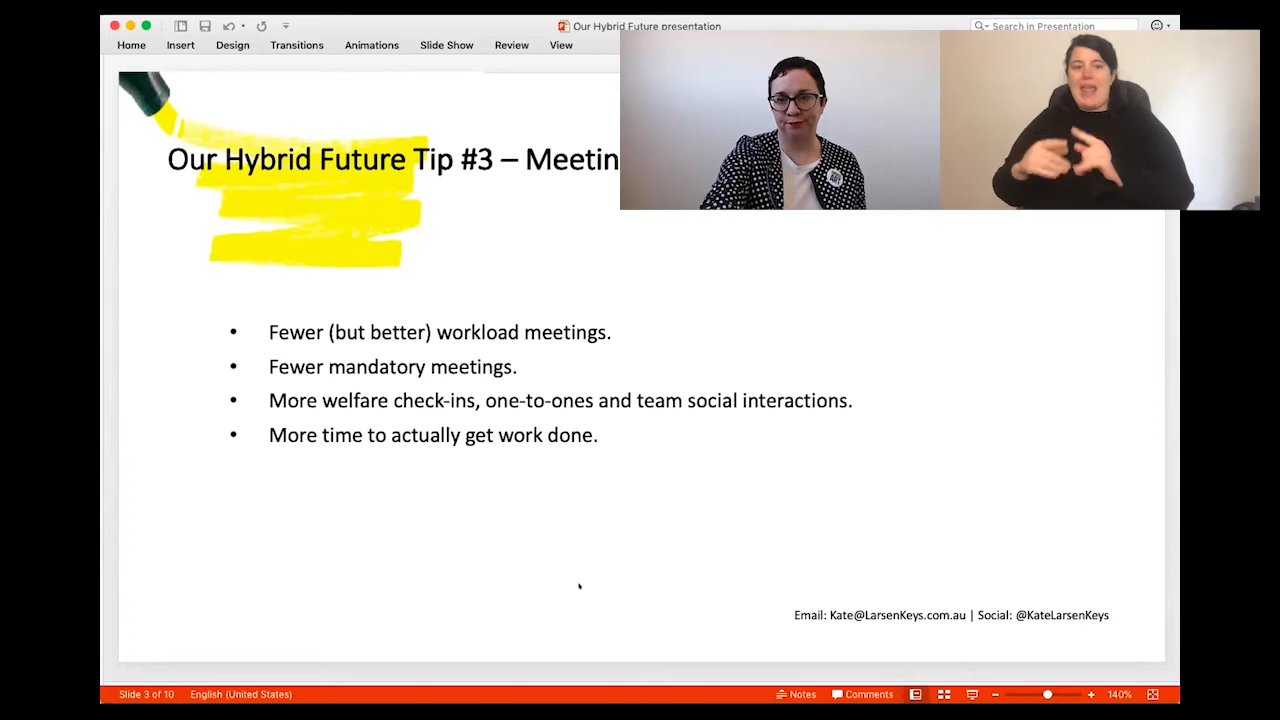 Our Hybrid Future presentation
Search in Presentation
Home Insert Design Transitions Animations Slide Show Review View
Our Hybrid Future Tip #3 – Meetin
• Fewer (but better) workload meetings.
• Fewer mandatory meetings.
• More welfare check-ins, one-to-ones and team social interactions.
• More time to actually get work done.
Email: Kate@LarsenKeys.com.au | Social: @KateLarsenKeys
Slide 3 of 10 English (United States) Notes Comments 140%